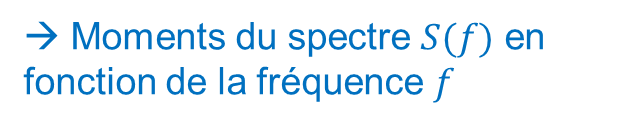 → Moments du spectre S(f) en
fonction de la fréquence f